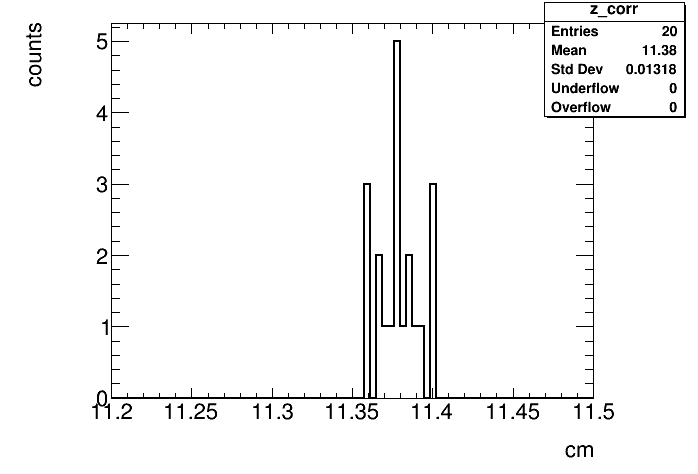 z_corr
Entries 20
Mean 11.38
Std Dev 0.01318
Underflow 0
Overflow 0
counts
5
4
3
2
1
0
11.2 11.25 11.3 11.35 11.4 11.45 11.5
cm